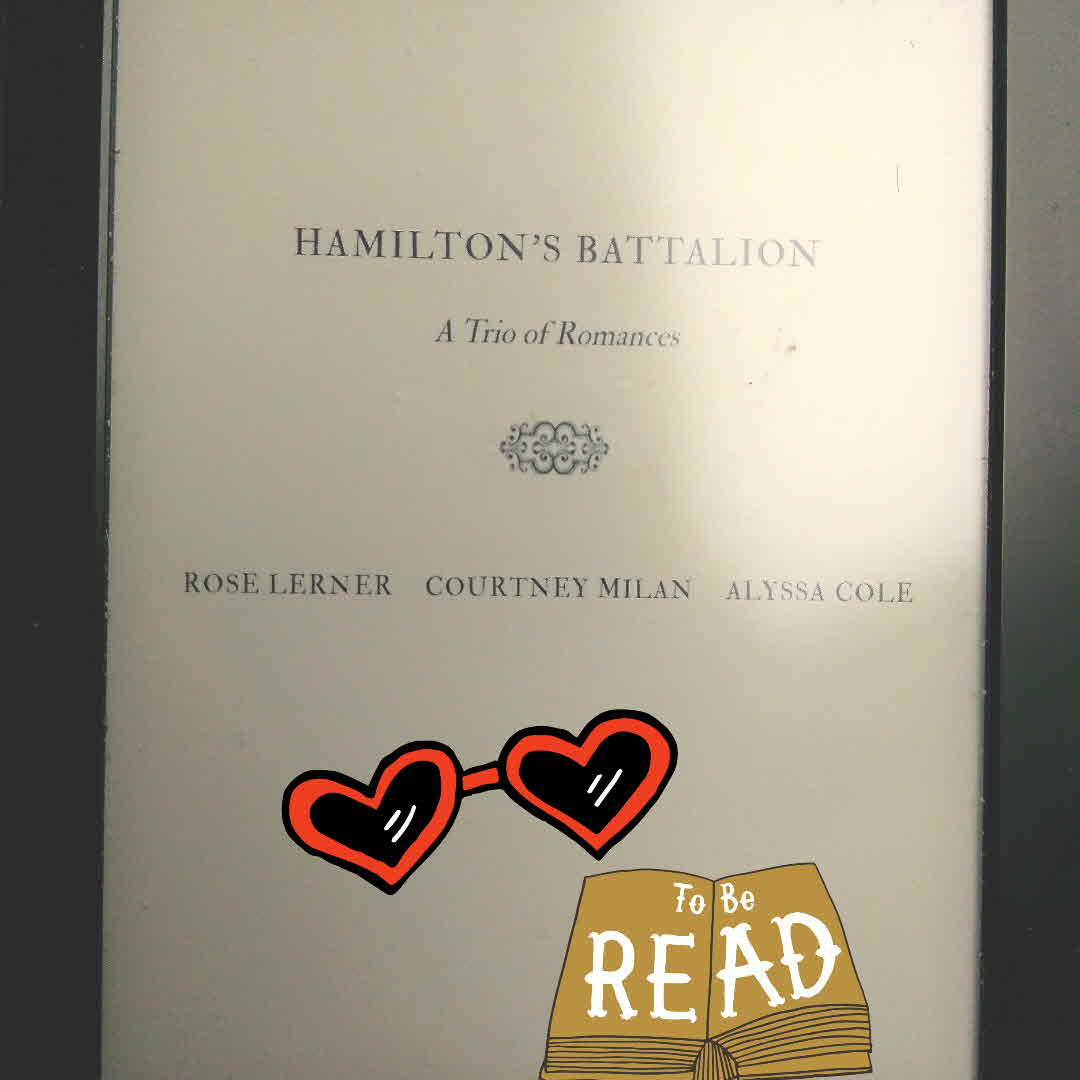 HAMILTON'S BATTALION
A Trio of Romances
ROSE LERNER COURTNEY MILAN ALYSSA COLE
To Be
READ